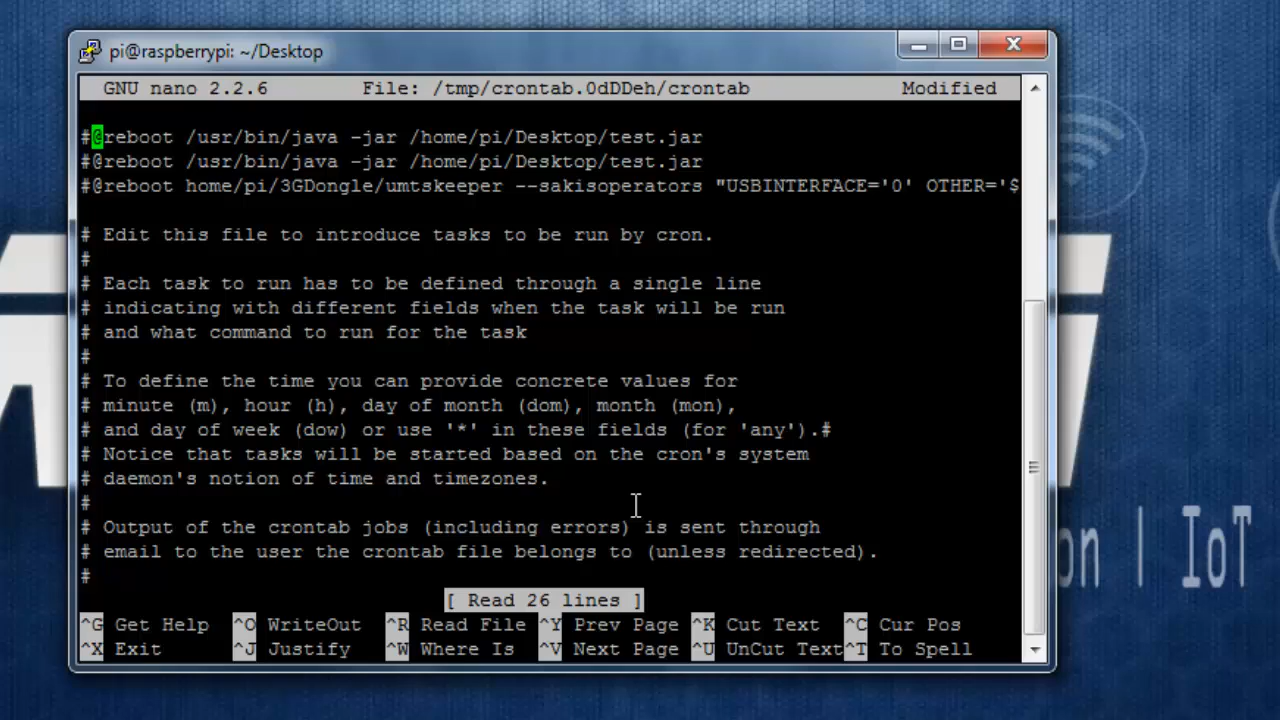 pi@raspberrypi: ~/Desktop
GNU nano 2.2.6 File: /tmp/crontab.0dDDeh/crontab Modified
#@reboot /usr/bin/java -jar /home/pi/Desktop/test.jar
#@reboot /usr/bin/java -jar /home/pi/Desktop/test.jar
#@reboot home/pi/3GDongle/umtskeeper --sakisoperators "USBINTERFACE='0' OTHER='$
# Edit this file to introduce tasks to be run by cron.
#
# Each task to run has to be defined through a single line
# indicating with different fields when the task will be run
# and what command to run for the task
#
# To define the time you can provide concrete values for
# minute (m), hour (h), day of month (dom), month (mon),
# and day of week (dow) or use '*' in these fields (for 'any').#
# Notice that tasks will be started based on the cron's system
# daemon's notion of time and timezones.
#
# Output of the crontab jobs (including errors) is sent through
# email to the user the crontab file belongs to (unless redirected).
#
[ Read 26 lines ]
^G Get Help ^O WriteOut ^R Read File ^Y Prev Page ^K Cut Text ^C Cur Pos
^X Exit ^J Justify ^W Where Is ^V Next Page ^U UnCut Text^T To Spell
on | IoT